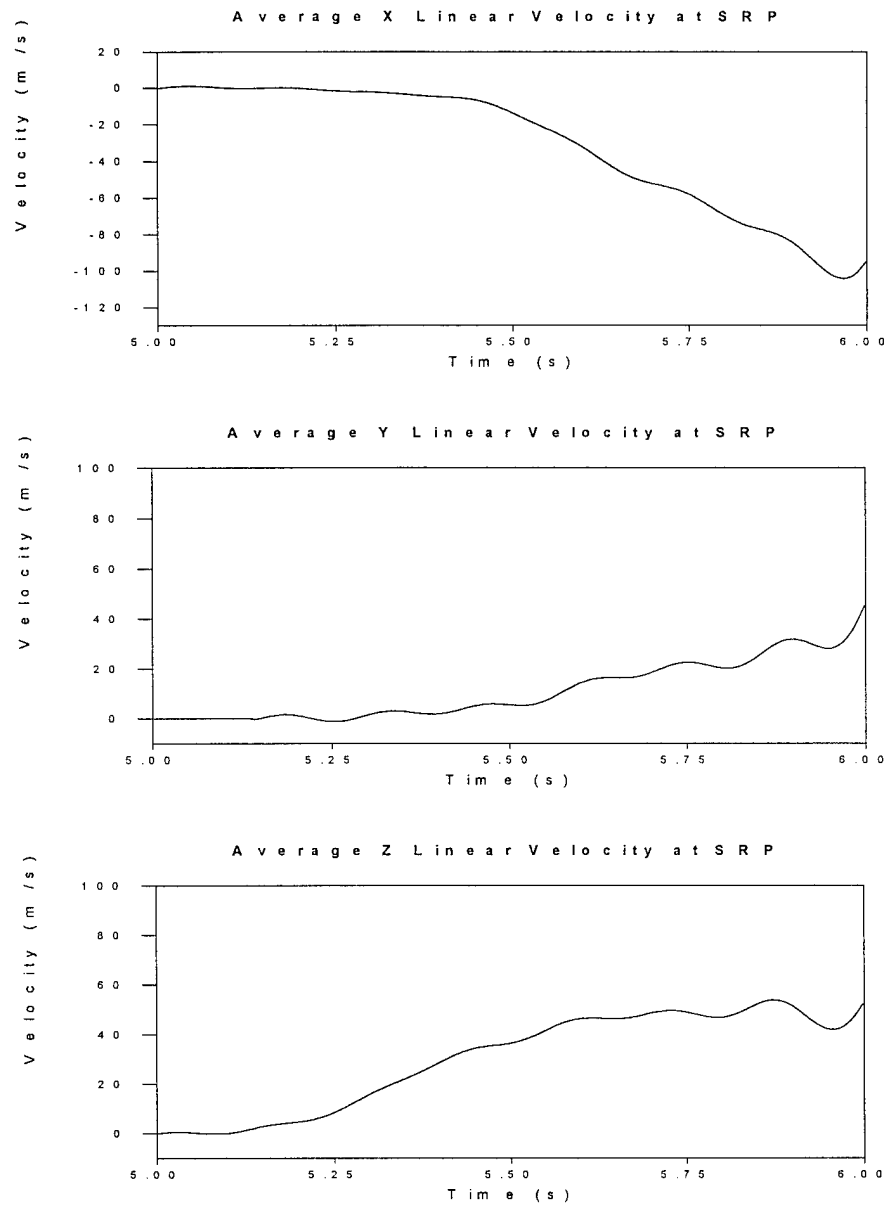 Average X Linear Velocity at SRP
Velocity (m/s)
20
0
-20
-40
-60
-80
-100
-120
5.00 5.25 5.50 5.75 6.00
Time (s)
Average Y Linear Velocity at SRP
Velocity (m/s)
100
80
60
40
20
0
5.00 5.25 5.50 5.75 6.00
Time (s)
Average Z Linear Velocity at SRP
Velocity (m/s)
100
80
60
40
20
0
5.00 5.25 5.50 5.75 6.00
Time (s)